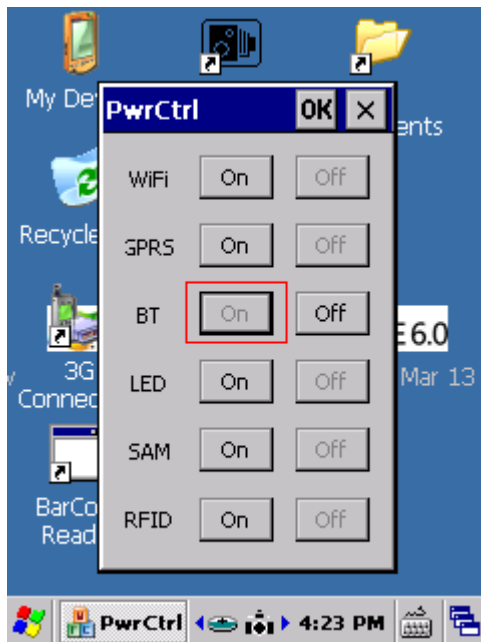 My De
ents
PwrCtrl OK
WiFi On Off
Recycle
GPRS On Off
BT On Off
E 6.0
3G
Connec
LED On Off
Mar 13
SAM On Off
BarCo
Read
RFID On Off
PwrCtrl 4:23 PM